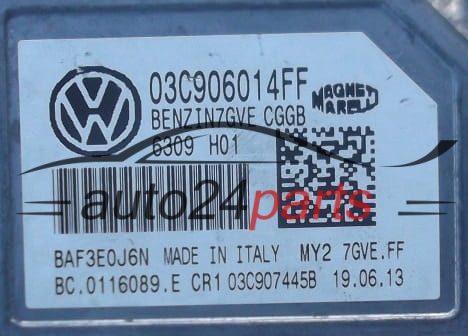 03C906014FF
BENZIN7GVE CGGB
6309 H01
MAGNETI
MARELLI
auto24parts
BAF3E0J6N MADE IN ITALY MY2 7GVE.FF
BC.0116089.E CR1 03C907445B 19.06.13